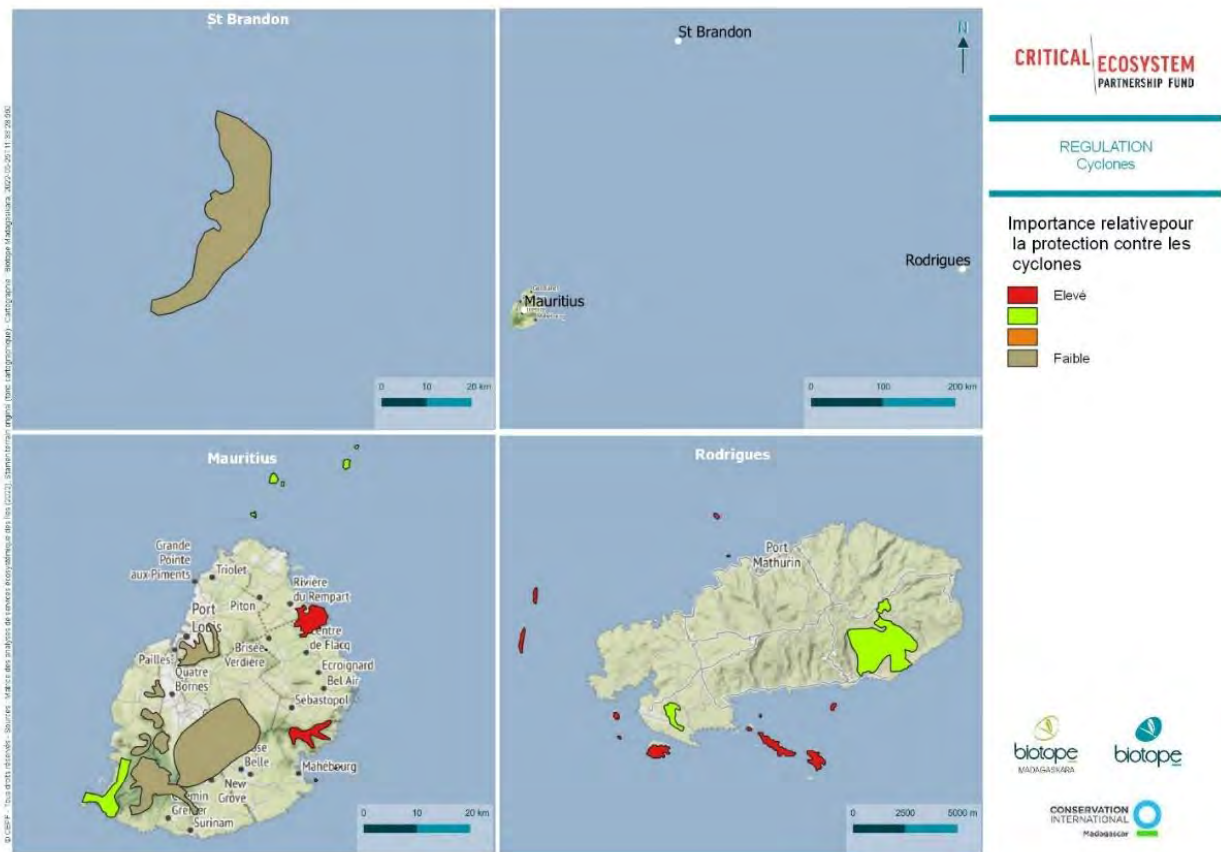 St Brandon
St Brandon
N
Rodrigues
Mauritius
0 10 20 km
0 100 200 km
CRITICAL ECOSYSTEM
PARTNERSHIP FUND
REGULATION
Cyclones
Importance relativepour
la protection contre les
cyclones
Elevé
Faible
Mauritius
Grande
Pointe
aux Piments
Triolet
Rivière
du Rempart
Piton
Port
Louis
Centre
de Flacq
Pailles
Brisée
Verdière
Quatre
Bornes
Ecroignard
Bel Air
Sebastopol
Belle
Mahebourg
New
Grove
Surinam
0 10 20 km
Rodrigues
Port
Mathurin
0 2500 5000 m
biotope
MADAGASKARA
biotope
CONSERVATION
INTERNATIONAL
Madagascar